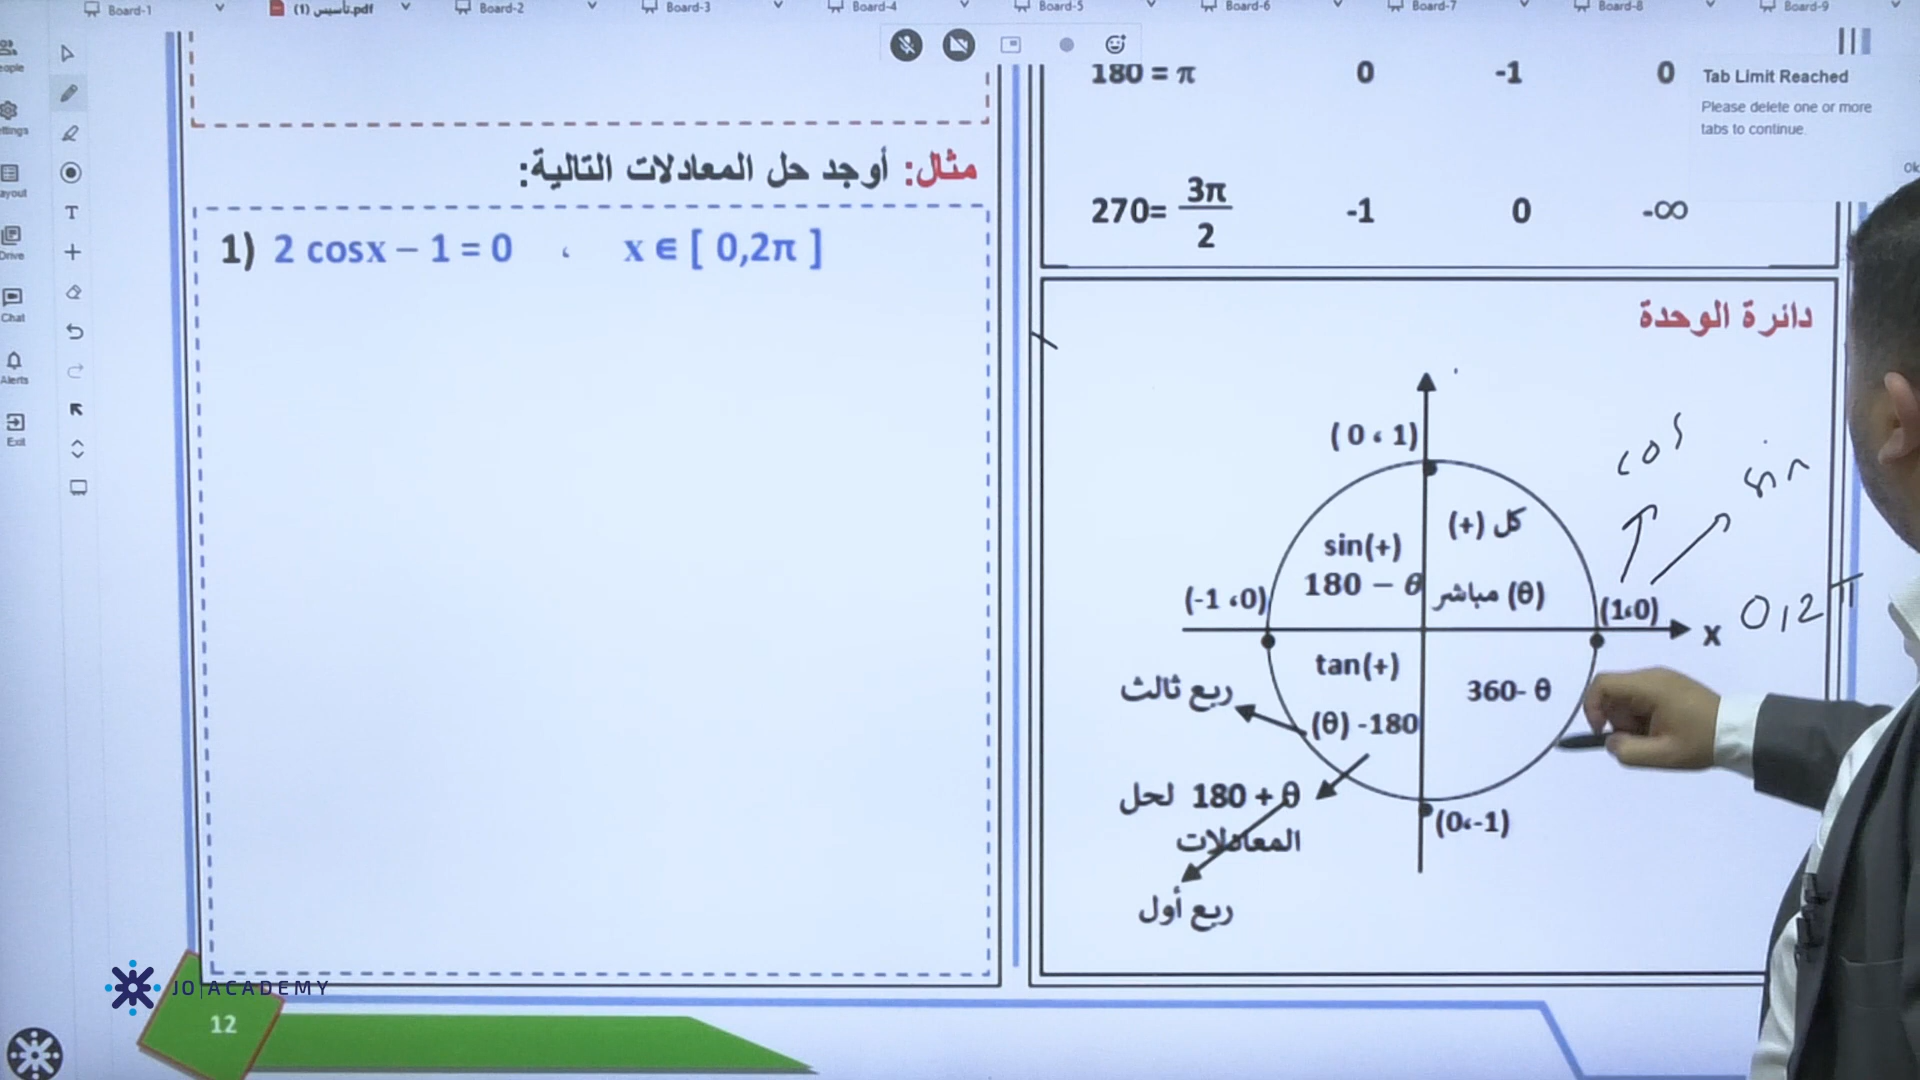 Board-1
تأسيس (1).pdf
Board-2
Board-3
Board-4
Board-5
Board-6
Board-7
Board-8
Board-9
Chat
Alerts
Exit
Tab Limit Reached
Please delete one or more
tabs to continue.
Ok
مثال: أوجد حل المعادلات التالية:
1) 2 cosx – 1 = 0 ، x ∈ [ 0,2π ]
180 = π 0 -1 0
270= 3π/2 -1 0 -∞
دائرة الوحدة
(0 ، 1)
cos
sin
كل (+)
sin(+)
180 – θ
(θ) مباشر
(-1 ،0)
(1،0)
x
0,2π
tan(+)
360- θ
ربع ثالث
(θ) -180
180 + θ لحل
المعادلات
(0،-1)
ربع أول
JO|ACADEMY
12